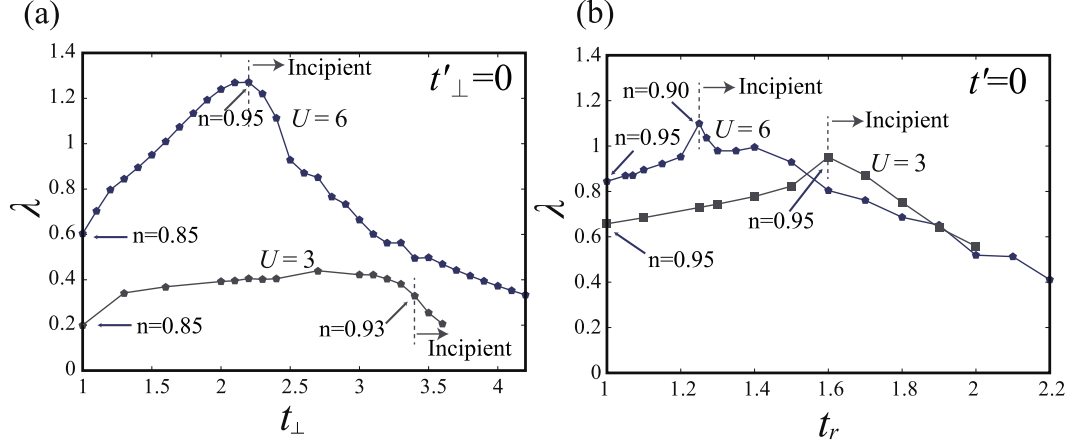 (a)
1.4
1.2
1
0.8
0.6
0.4
0.2
0
λ
1
1.5
2
2.5
3
3.5
4
t⊥
t'⊥=0
Incipient
n=0.95
U = 6
n=0.85
U = 3
n=0.85
n=0.93
Incipient
(b)
1.4
1.2
1
0.8
0.6
0.4
0.2
0
λ
1
1.2
1.4
1.6
1.8
2
2.2
t_r
t'=0
Incipient
n=0.90
n=0.95
U = 6
Incipient
U = 3
n=0.95
n=0.95